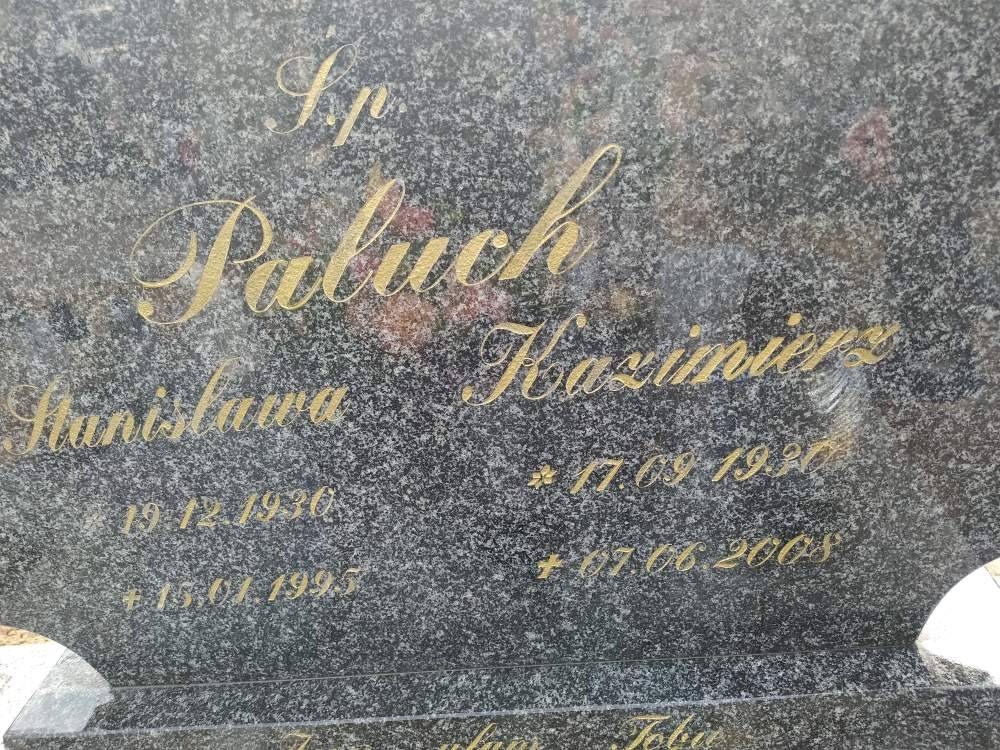 Ś.p.
Paluch
Stanisława Kazimierz
* 19.12.1930 * 17.09.1930
+ 15.01.1995 + 07.06.2008
Tobie